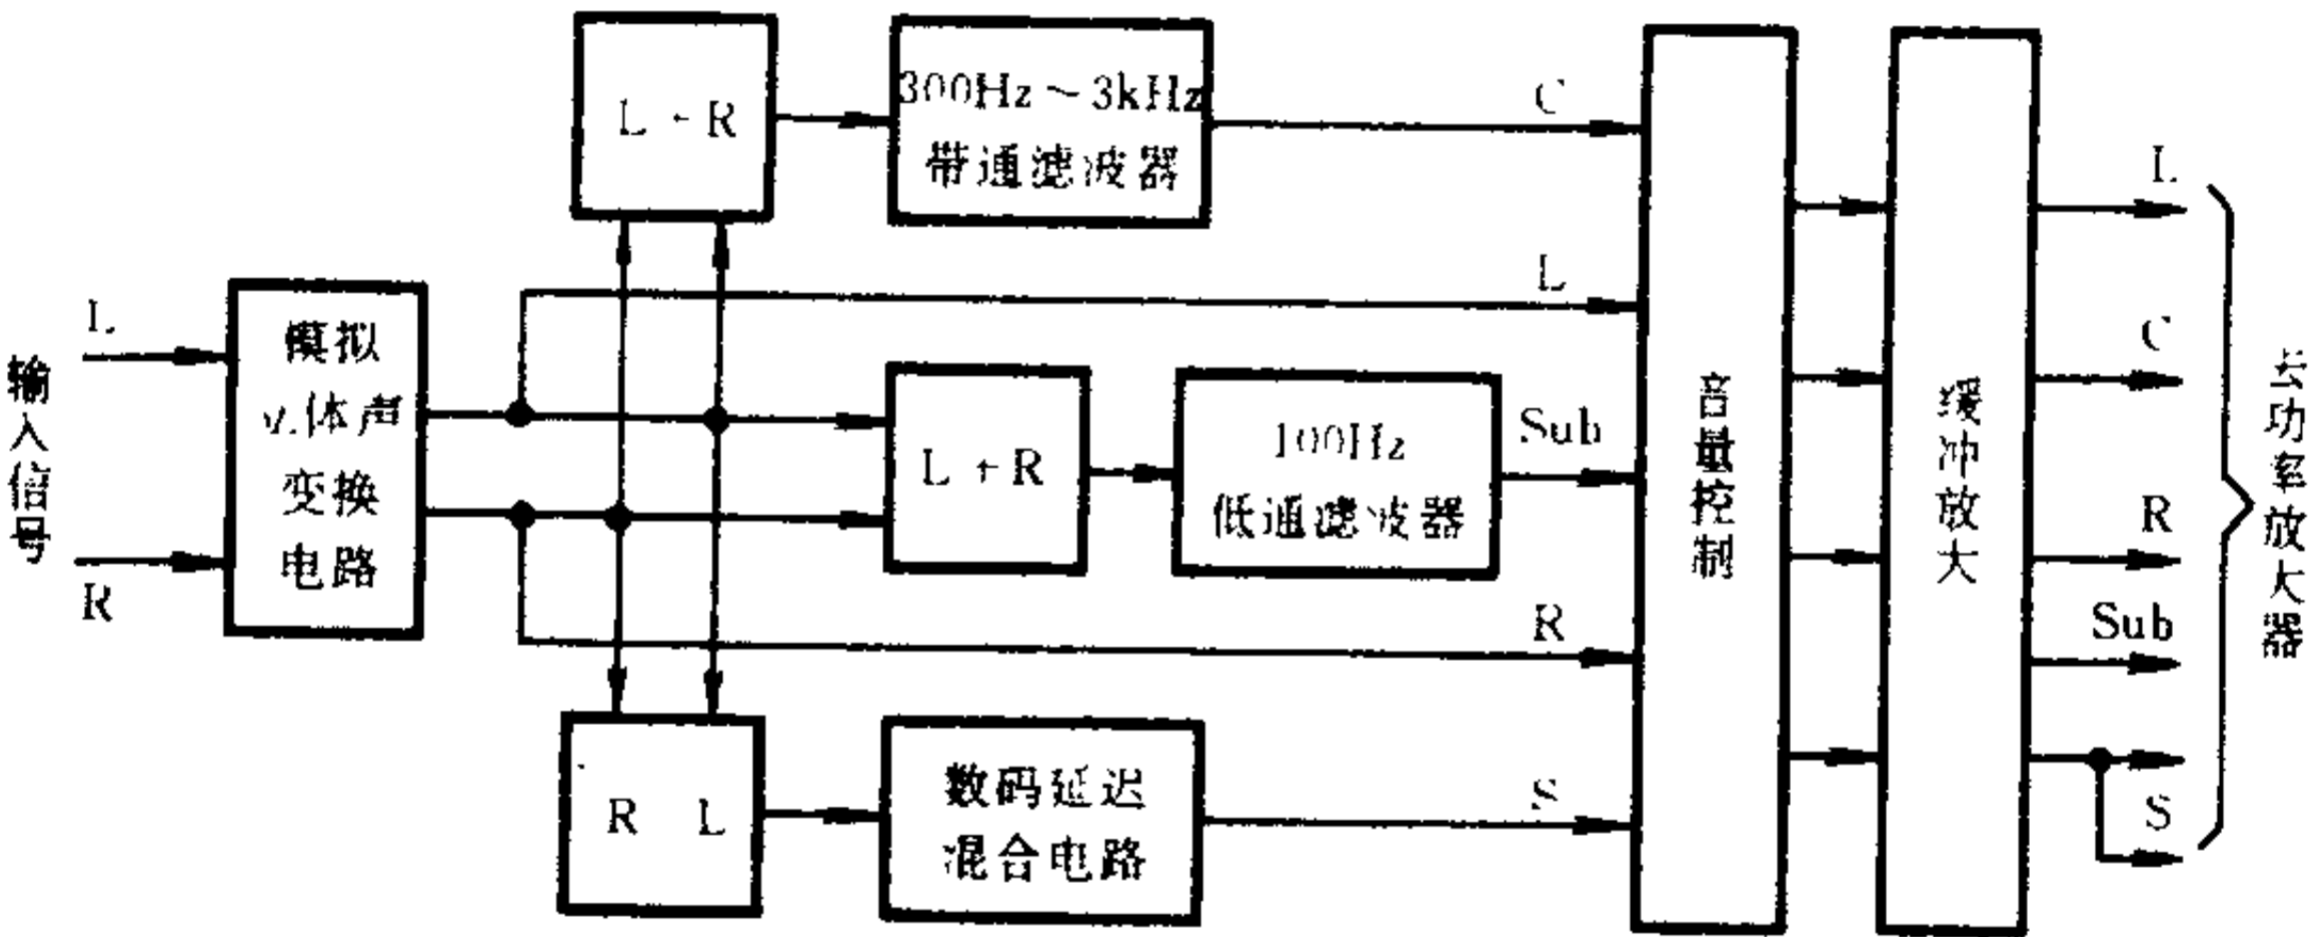 L + R
300Hz～3kHz
带通滤波器
C
L
L
输入信号
R
模拟
立体声
变换
电路
L + R
100Hz
低通滤波器
Sub
R
R L
数码延迟
混合电路
S
音量控制
缓冲放大
L
C
R
Sub
S
去功率放大器